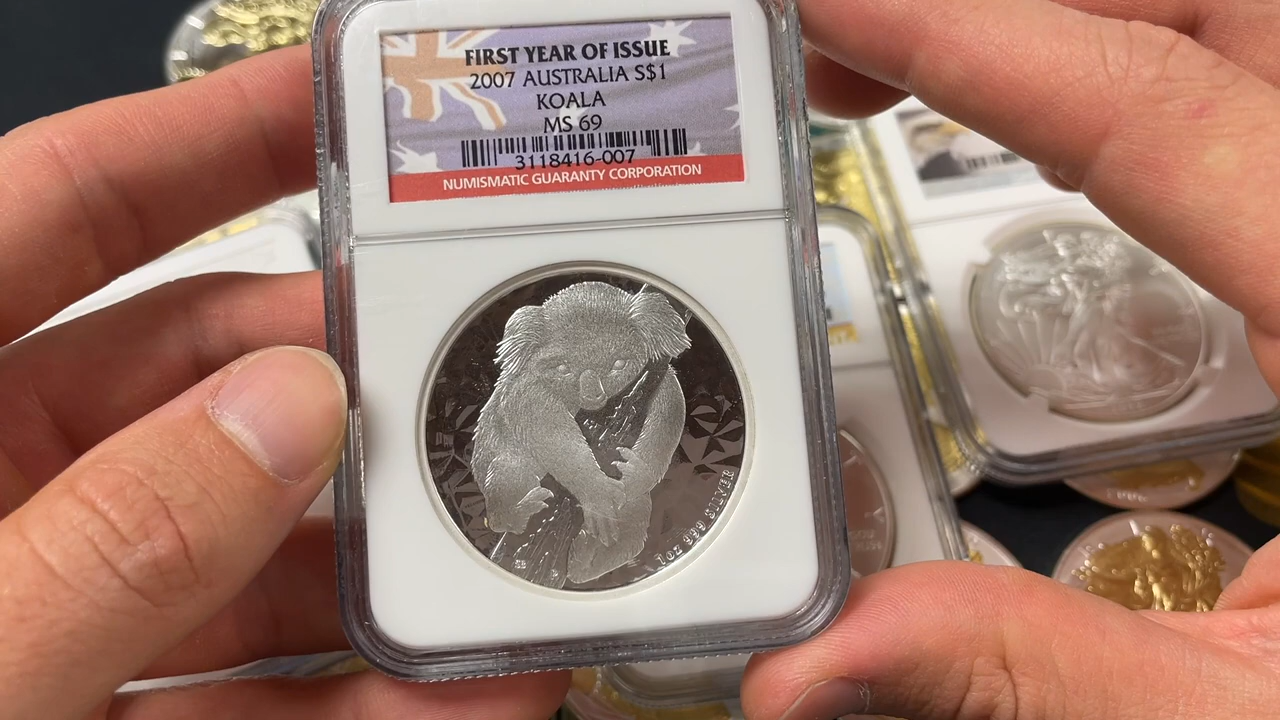 FIRST YEAR OF ISSUE
2007 AUSTRALIA S$1
KOALA
MS 69
3118416-007
NUMISMATIC GUARANTY CORPORATION
1oz 999 SILVER